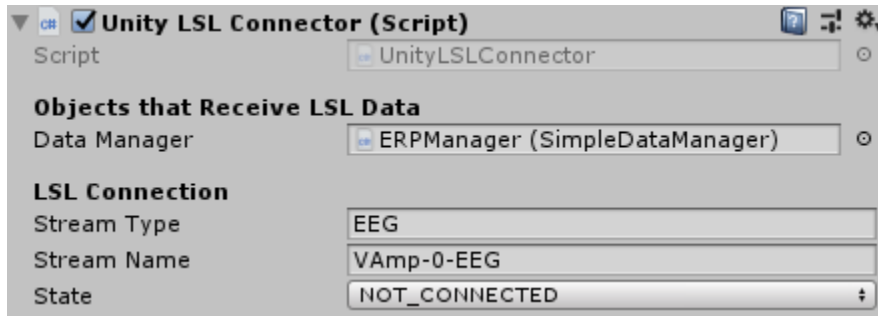 Unity LSL Connector (Script)
Script UnityLSLConnector
Objects that Receive LSL Data
Data Manager ERPManager (SimpleDataManager)
LSL Connection
Stream Type EEG
Stream Name VAmp-0-EEG
State NOT_CONNECTED